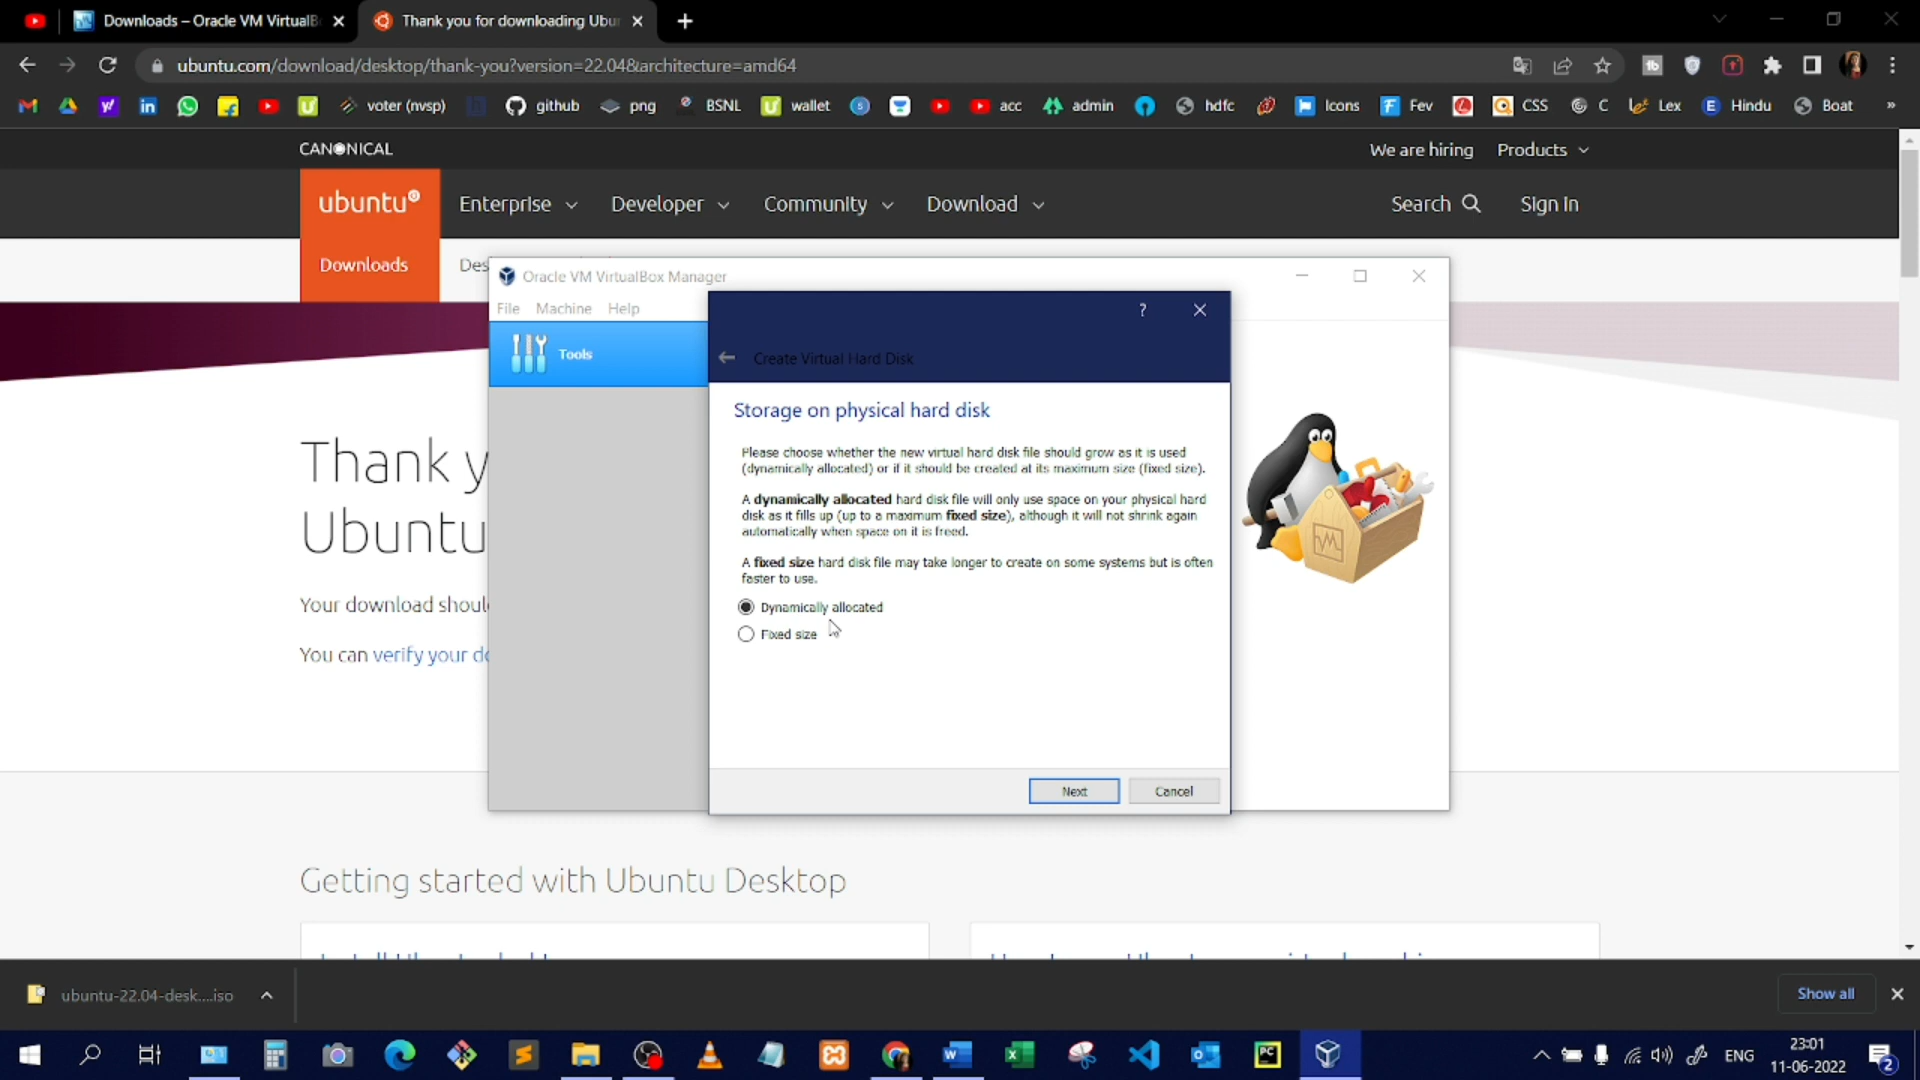 Downloads – Oracle VM VirtualB
Thank you for downloading Ubu
ubuntu.com/download/desktop/thank-you?version=22.04&architecture=amd64
voter (nvsp)
github
png
BSNL
wallet
acc
admin
hdfc
Icons
Fev
CSS
C
Lex
Hindu
Boat
»
CANONICAL
We are hiring
Products
ubuntu
Enterprise
Developer
Community
Download
Search
Sign in
Downloads
Des
Oracle VM VirtualBox Manager
File Machine Help
Tools
?
Create Virtual Hard Disk
Storage on physical hard disk
Please choose whether the new virtual hard disk file should grow as it is used
(dynamically allocated) or if it should be created at its maximum size (fixed size).
A dynamically allocated hard disk file will only use space on your physical hard
disk as it fills up (up to a maximum fixed size), although it will not shrink again
automatically when space on it is freed.
A fixed size hard disk file may take longer to create on some systems but is often
faster to use.
Dynamically allocated
Fixed size
Next
Cancel
Thank y
Ubuntu
Your download shoul
You can verify your do
Getting started with Ubuntu Desktop
ubuntu-22.04-desk....iso
Show all
ENG
23:01
11-06-2022
2